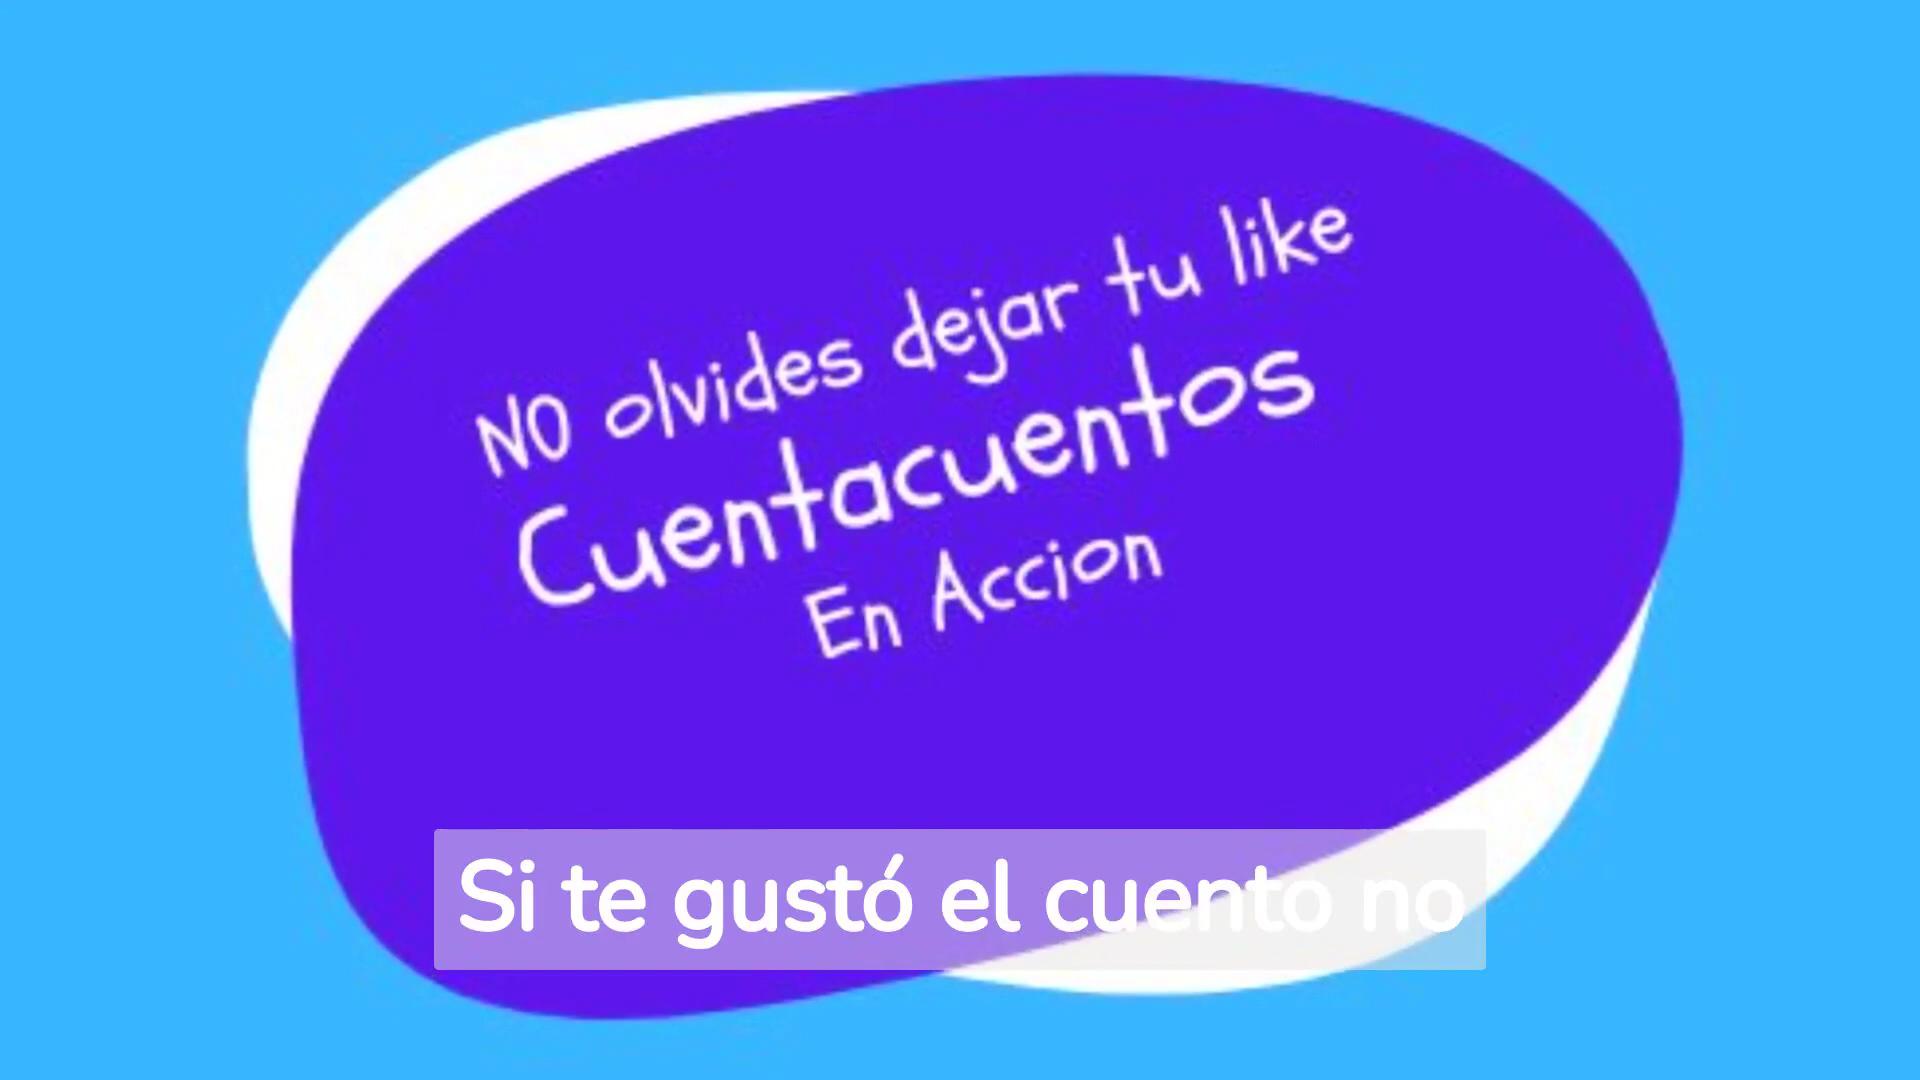 NO olvides dejar tu like
Cuentacuentos
En Accion
Si te gustó el cuento no